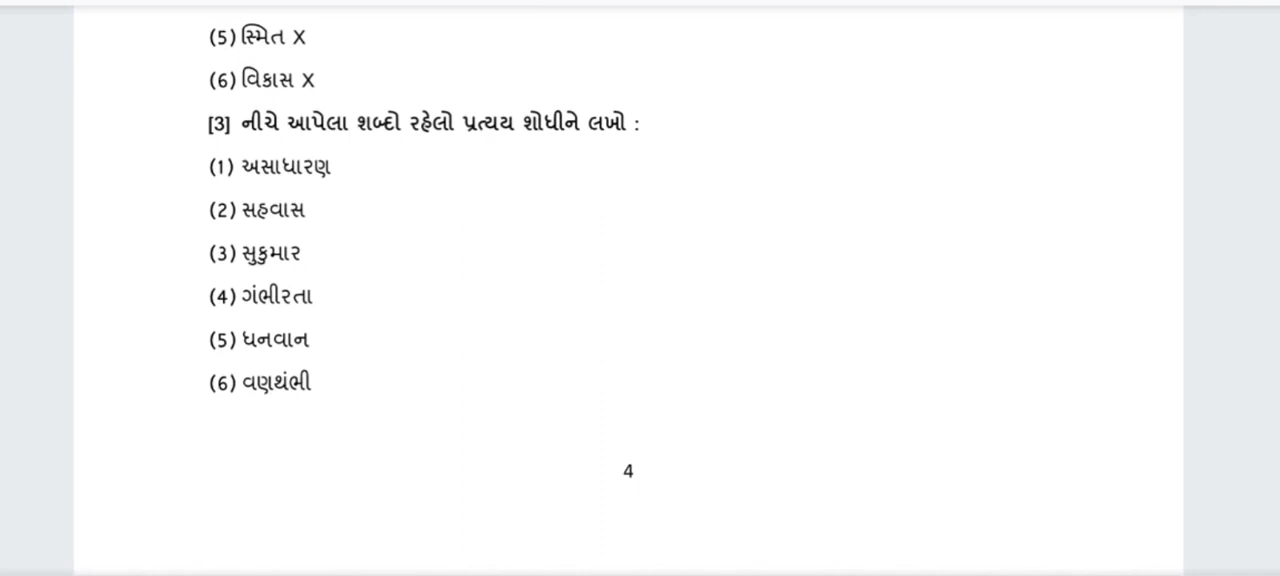 (5) સ્મિત X
(6) વિકાસ X
[3] નીચે આપેલા શબ્દો રહેલો પ્રત્યય શોધીને લખો :
(1) અસાધારણ
(2) સહવાસ
(3) સુકુમાર
(4) ગંભીરતા
(5) ધનવાન
(6) વણથંભી
4